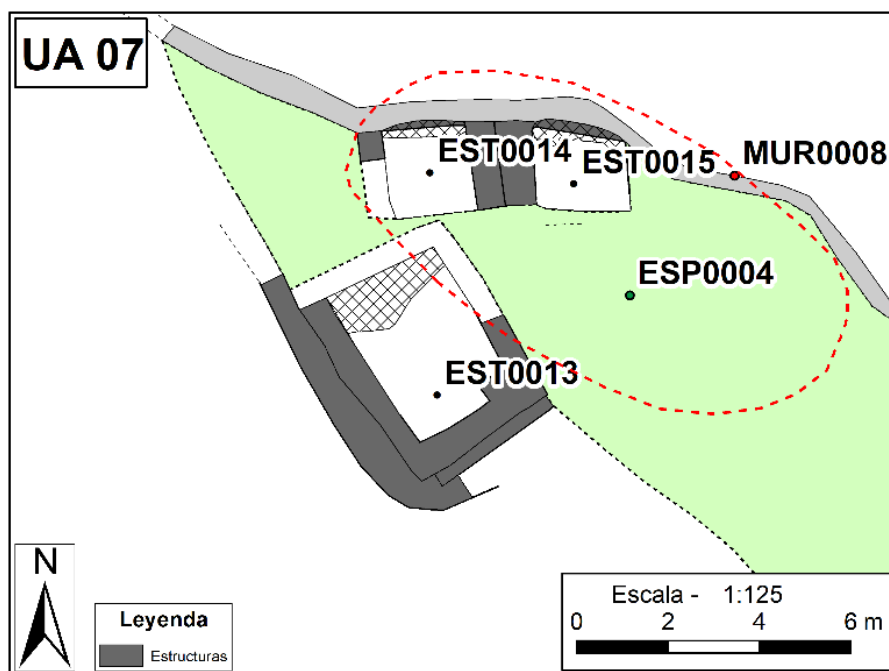 UA 07
EST0014
EST0015
MUR0008
ESP0004
EST0013
N
Leyenda
Estructuras
Escala - 1:125
0 2 4 6 m